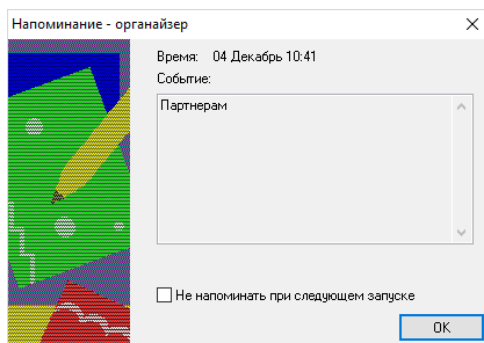 Напоминание - органайзер
Время: 04 Декабрь 10:41
Событие:
Партнерам
Не напоминать при следующем запуске
OK